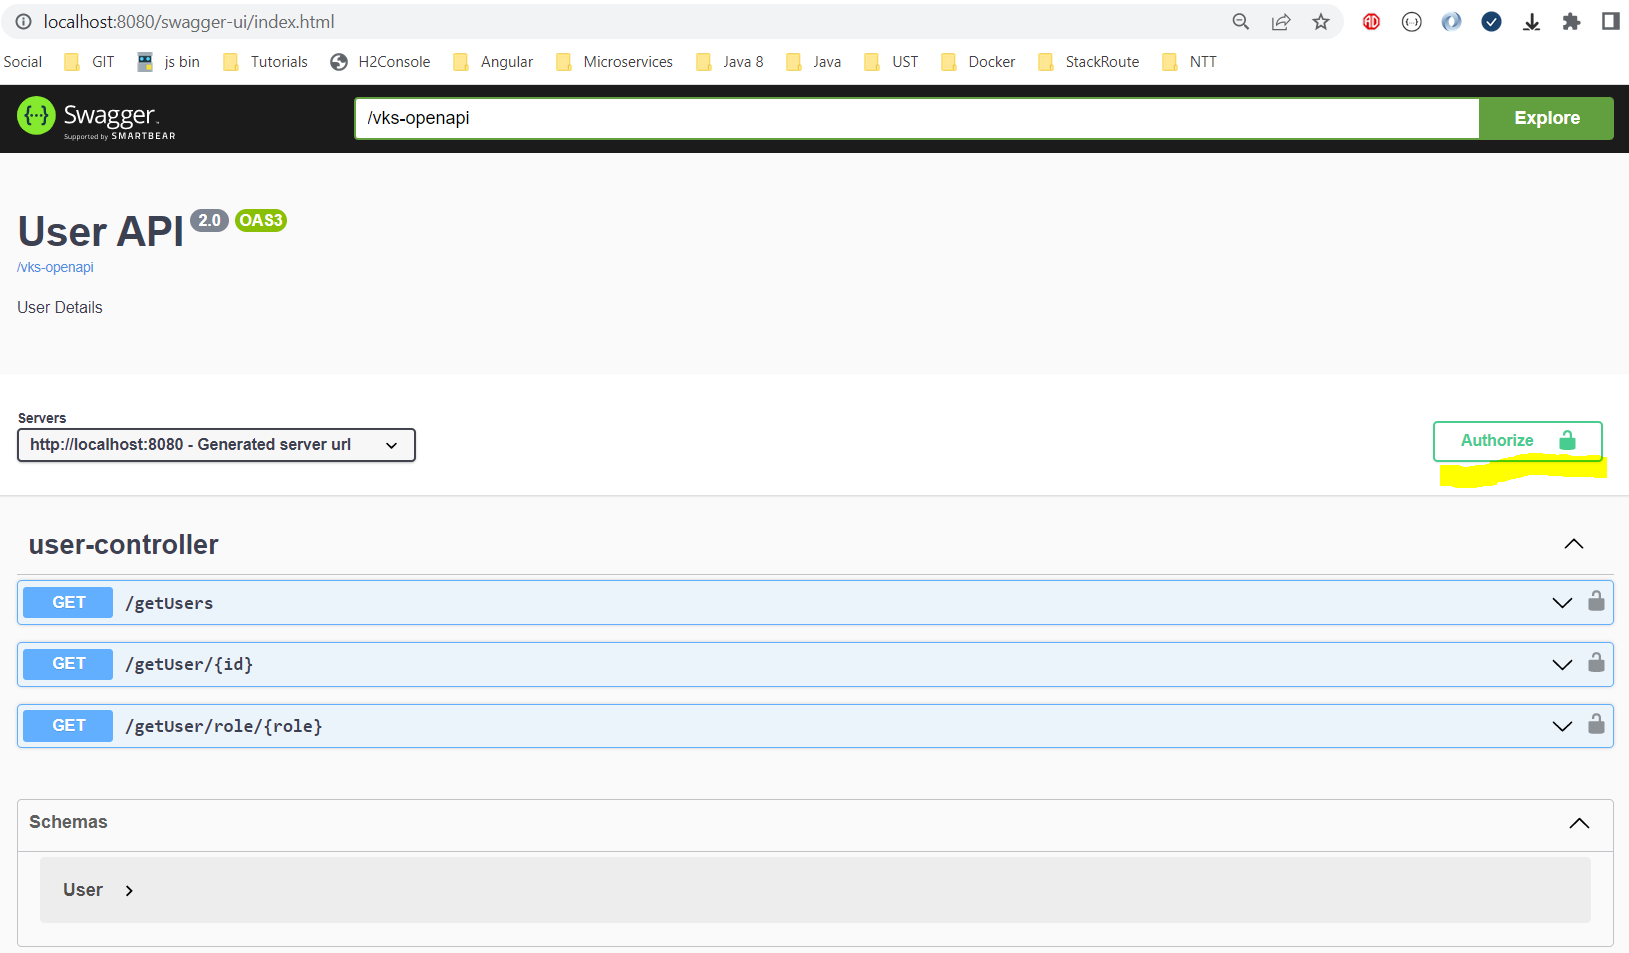 localhost:8080/swagger-ui/index.html
AD
Social GIT js bin Tutorials H2Console Angular Microservices Java 8 Java UST Docker StackRoute NTT
Swagger
Supported by SMARTBEAR
/vks-openapi
Explore
User API 2.0 OAS3
/vks-openapi
User Details
Servers
http://localhost:8080 - Generated server url
Authorize
user-controller
GET /getUsers
GET /getUser/{id}
GET /getUser/role/{role}
Schemas
User